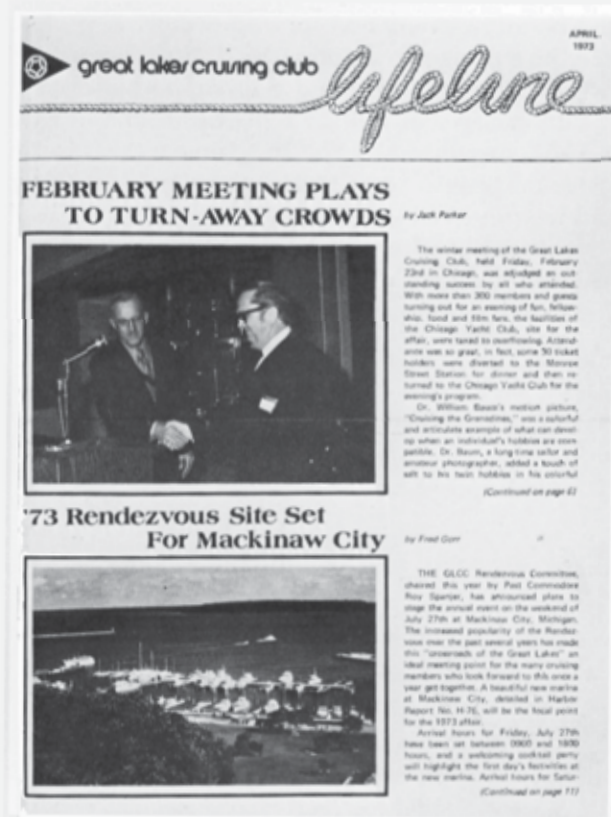 APRIL.
1973
great lakes cruising club
lifeline
FEBRUARY MEETING PLAYS
TO TURN-AWAY CROWDS
by Jack Parker
The winter meeting of the Great Lakes
Cruising Club, held Friday, February
23rd in Chicago, was adjudged an out-
standing success by all who attended.
With more than 300 members and guests
turning out for an evening of fun, fellow-
ship, food and film fare, the facilities of
the Chicago Yacht Club, site for the
affair, were taxed to overflowing. Attend-
ance was so great, in fact, some 50 ticket
holders were diverted to the Monroe
Street Station for dinner and then re-
turned to the Chicago Yacht Club for the
evening's program.
Dr. William Baum's motion picture,
"Cruising the Grenadines," was a colorful
and articulate example of what can devel-
op when an individual's hobbies are com-
patible. Dr. Baum, a long-time sailor and
amateur photographer, added a touch of
salt to his twin hobbies in his colorful
(Continued on page 6)
'73 Rendezvous Site Set
For Mackinaw City
by Fred Gorr
THE GLCC Rendezvous Committee,
chaired this year by Past Commodore
Roy has announced plans to
stage the annual event on the weekend of
July 27th at Mackinaw City, Michigan.
The increased popularity of the Rendez-
vous over the past several years has made
this "crossroads of the Great Lakes" an
ideal meeting point for the many cruising
members who look forward to this once a
year get-together. A beautiful new marina
at Mackinaw City, detailed in Harbor
Report No. H-76, will be the focal point
for the 1973 affair.
Arrival hours for Friday, July 27th
have been set between 0900 and 1800
hours, and a welcoming cocktail party
will highlight the first day's festivities at
the new marina. Arrival hours for Satur-
(Continued on page 11)